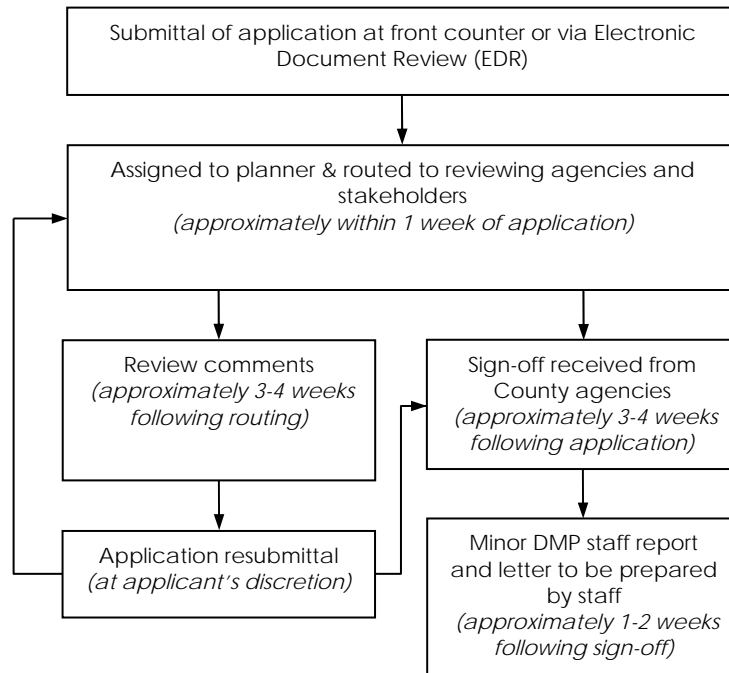 Submittal of application at front counter or via Electronic
Document Review (EDR)
Assigned to planner & routed to reviewing agencies and
stakeholders
(approximately within 1 week of application)
Review comments
(approximately 3-4 weeks
following routing)
Sign-off received from
County agencies
(approximately 3-4 weeks
following application)
Application resubmittal
(at applicant's discretion)
Minor DMP staff report
and letter to be prepared
by staff
(approximately 1-2 weeks
following sign-off)